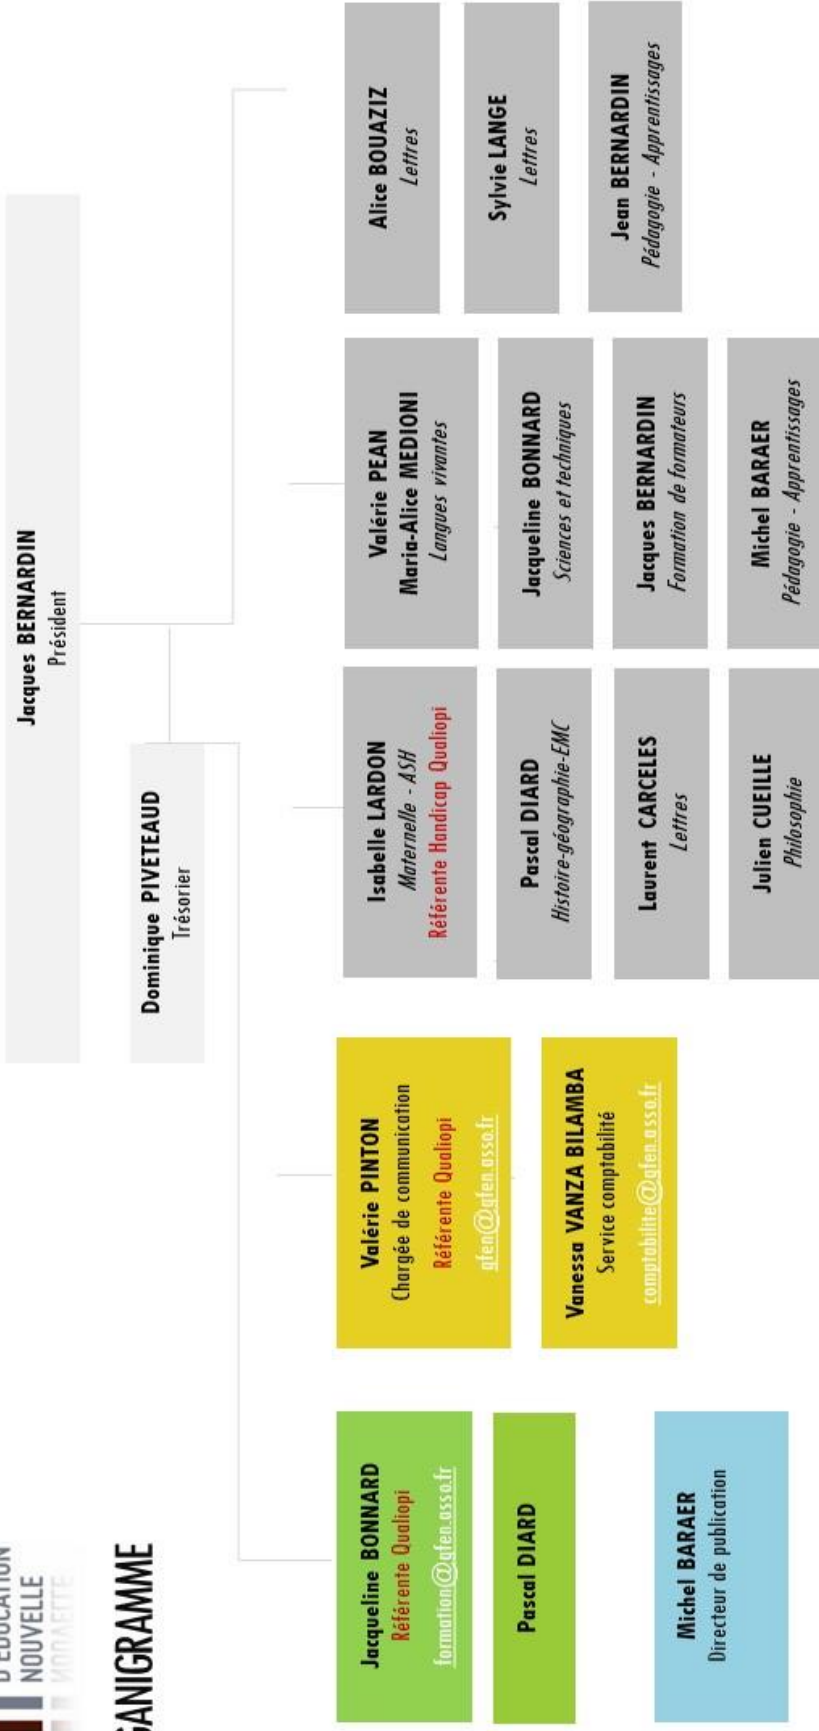 D'ÉDUCATION
NOUVELLE
GANIGRAMME
Jacques BERNARDIN
Président
Dominique PIVETEAUD
Trésorier
Jacqueline BONNARD
Référente Qualiopi
formation@gfen.asso.fr
Pascal DIARD
Michel BARAER
Directeur de publication
Valérie PINTON
Chargée de communication
Référente Qualiopi
gfen@gfen.asso.fr
Vanessa VANZA BILAMBA
Service comptabilité
comptabilite@gfen.asso.fr
Isabelle LARDON
Maternelle - ASH
Référente Handicap Qualiopi
Pascal DIARD
Histoire-géographie-EMC
Laurent CARCELES
Lettres
Julien CUEILLE
Philosophie
Valérie PEAN
Maria-Alice MEDIONI
Langues vivantes
Jacqueline BONNARD
Sciences et techniques
Jacques BERNARDIN
Formation de formateurs
Michel BARAER
Pédagogie - Apprentissages
Alice BOUAZIZ
Lettres
Sylvie LANGE
Lettres
Jean BERNARDIN
Pédagogie - Apprentissages